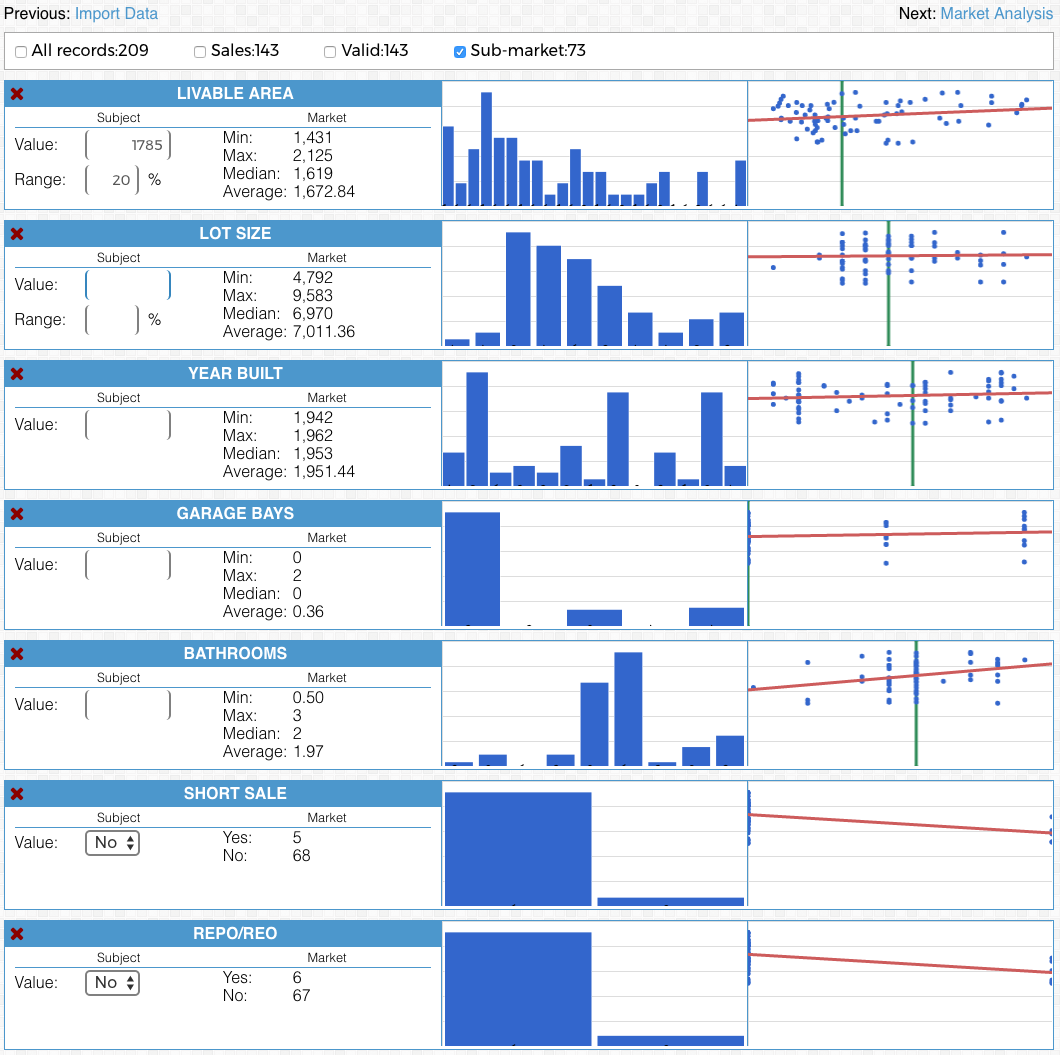 Previous: Import Data
Next: Market Analysis
All records:209 Sales:143 Valid:143 Sub-market:73
LIVABLE AREA
Subject Market
Value: 1785
Range: 20 %
Min: 1,431
Max: 2,125
Median: 1,619
Average: 1,672.84
LOT SIZE
Subject Market
Value:
Range: %
Min: 4,792
Max: 9,583
Median: 6,970
Average: 7,011.36
YEAR BUILT
Subject Market
Value:
Min: 1,942
Max: 1,962
Median: 1,953
Average: 1,951.44
GARAGE BAYS
Subject Market
Value:
Min: 0
Max: 2
Median: 0
Average: 0.36
BATHROOMS
Subject Market
Value:
Min: 0.50
Max: 3
Median: 2
Average: 1.97
SHORT SALE
Subject Market
Value: No
Yes: 5
No: 68
REPO/REO
Subject Market
Value: No
Yes: 6
No: 67